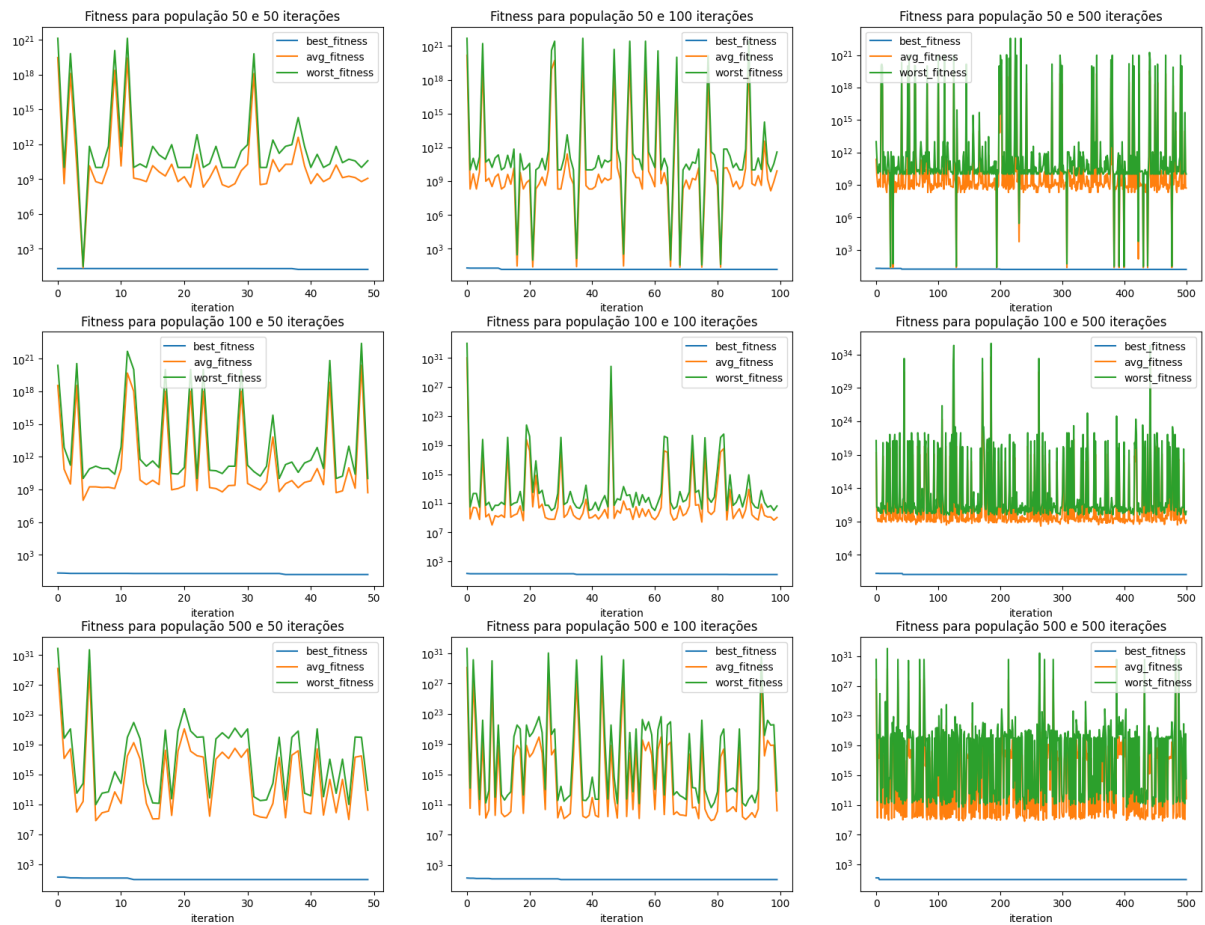 Fitness para população 50 e 50 iterações
10^21
10^18
10^15
10^12
10^9
10^6
10^3
best_fitness
avg_fitness
worst_fitness
0 10 20 30 40 50
iteration
Fitness para população 50 e 100 iterações
10^21
10^18
10^15
10^12
10^9
10^6
10^3
best_fitness
avg_fitness
worst_fitness
0 20 40 60 80 100
iteration
Fitness para população 50 e 500 iterações
10^21
10^18
10^15
10^12
10^9
10^6
10^3
best_fitness
avg_fitness
worst_fitness
0 100 200 300 400 500
iteration
Fitness para população 100 e 50 iterações
10^21
10^18
10^15
10^12
10^9
10^6
10^3
best_fitness
avg_fitness
worst_fitness
0 10 20 30 40 50
iteration
Fitness para população 100 e 100 iterações
10^31
10^27
10^23
10^19
10^15
10^11
10^7
10^3
best_fitness
avg_fitness
worst_fitness
0 20 40 60 80 100
iteration
Fitness para população 100 e 500 iterações
10^34
10^29
10^24
10^19
10^14
10^9
10^4
best_fitness
avg_fitness
worst_fitness
0 100 200 300 400 500
iteration
Fitness para população 500 e 50 iterações
10^31
10^27
10^23
10^19
10^15
10^11
10^7
10^3
best_fitness
avg_fitness
worst_fitness
0 10 20 30 40 50
iteration
Fitness para população 500 e 100 iterações
10^31
10^27
10^23
10^19
10^15
10^11
10^7
10^3
best_fitness
avg_fitness
worst_fitness
0 20 40 60 80 100
iteration
Fitness para população 500 e 500 iterações
10^31
10^27
10^23
10^19
10^15
10^11
10^7
10^3
best_fitness
avg_fitness
worst_fitness
0 100 200 300 400 500
iteration